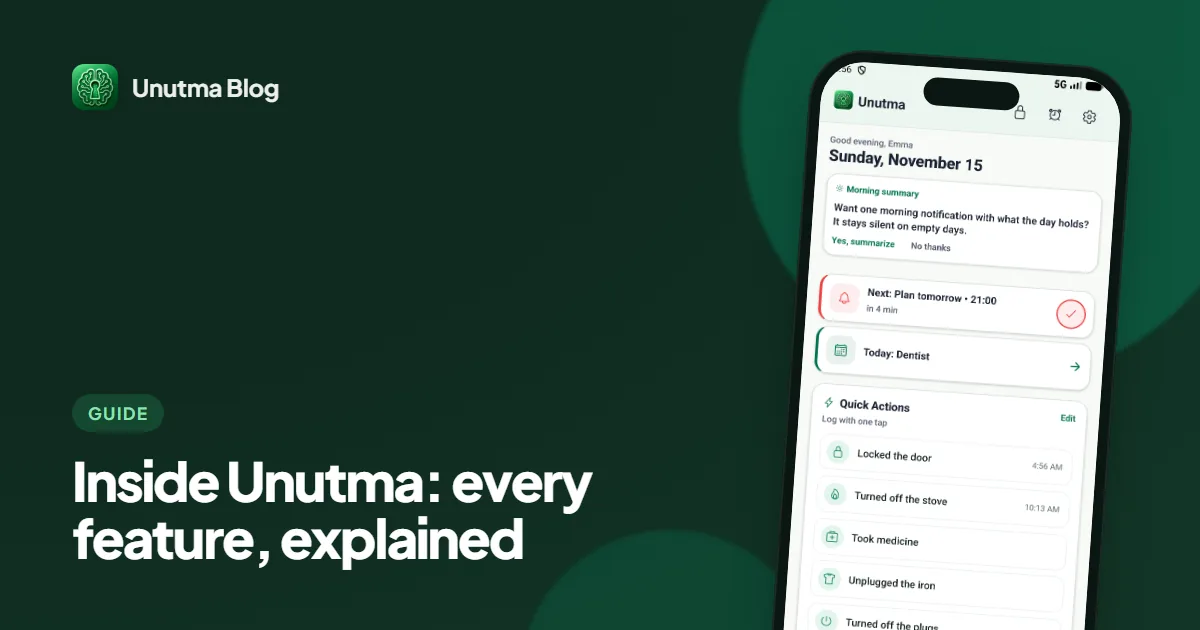 Unutma Blog
GUIDE
Inside Unutma: every
feature, explained
:56
5G
Unutma
Good evening, Emma
Sunday, November 15
Morning summary
Want one morning notification with what the day holds?
It stays silent on empty days.
Yes, summarize No thanks
Next: Plan tomorrow • 21:00
in 4 min
Today: Dentist
Quick Actions
Edit
Log with one tap
Locked the door
4:56 AM
Turned off the stove
10:13 AM
Took medicine
Unplugged the iron
Turned off the plugs